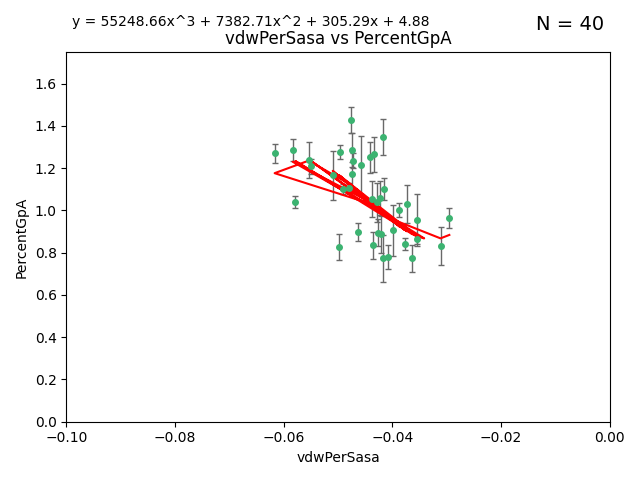 y = 55248.66x^3 + 7382.71x^2 + 305.29x + 4.88
N = 40
vdwPerSasa vs PercentGpA
PercentGpA
1.6
1.4
1.2
1.0
0.8
0.6
0.4
0.2
0.0
−0.10 −0.08 −0.06 −0.04 −0.02 0.00
vdwPerSasa